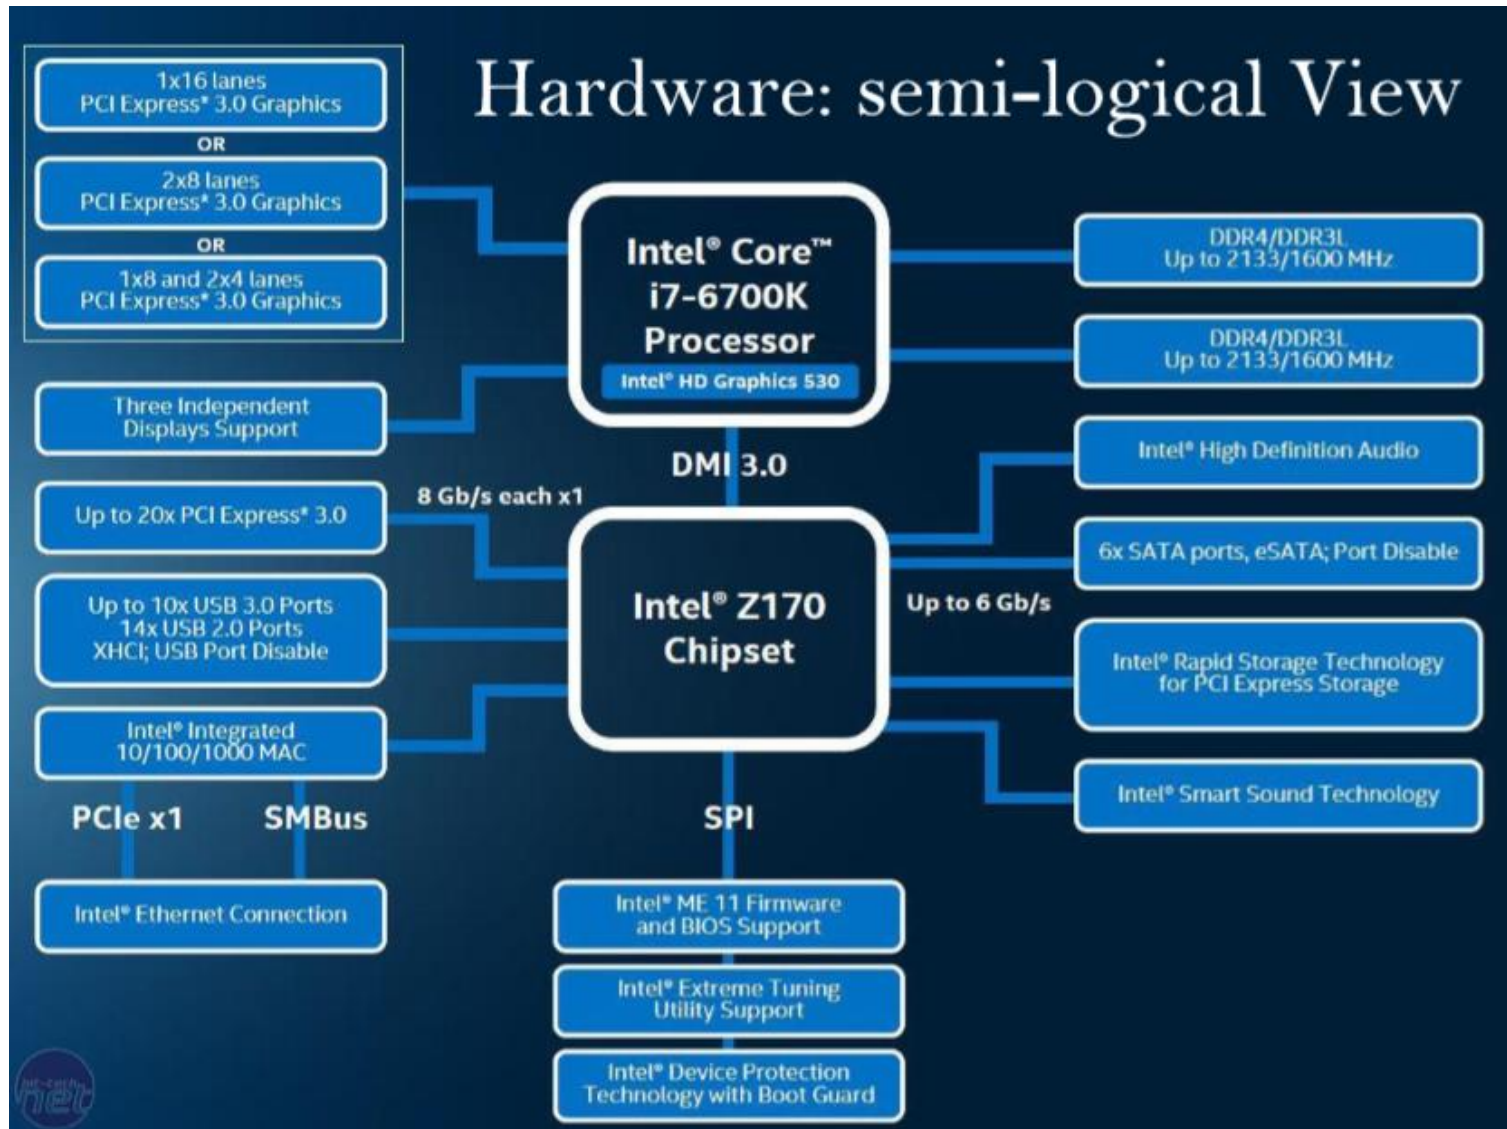 Hardware: semi-logical View
1x16 lanes
PCI Express* 3.0 Graphics
OR
2x8 lanes
PCI Express* 3.0 Graphics
OR
1x8 and 2x4 lanes
PCI Express* 3.0 Graphics
Three Independent
Displays Support
Up to 20x PCI Express* 3.0
8 Gb/s each x1
Up to 10x USB 3.0 Ports
14x USB 2.0 Ports
XHCI; USB Port Disable
Intel® Integrated
10/100/1000 MAC
PCIe x1
SMBus
Intel® Ethernet Connection
Intel® Core™
i7-6700K
Processor
Intel® HD Graphics 530
DMI 3.0
Intel® Z170
Chipset
SPI
Intel® ME 11 Firmware
and BIOS Support
Intel® Extreme Tuning
Utility Support
Intel® Device Protection
Technology with Boot Guard
DDR4/DDR3L
Up to 2133/1600 MHz
DDR4/DDR3L
Up to 2133/1600 MHz
Intel® High Definition Audio
6x SATA ports, eSATA; Port Disable
Up to 6 Gb/s
Intel® Rapid Storage Technology
for PCI Express Storage
Intel® Smart Sound Technology
bit-tech
net